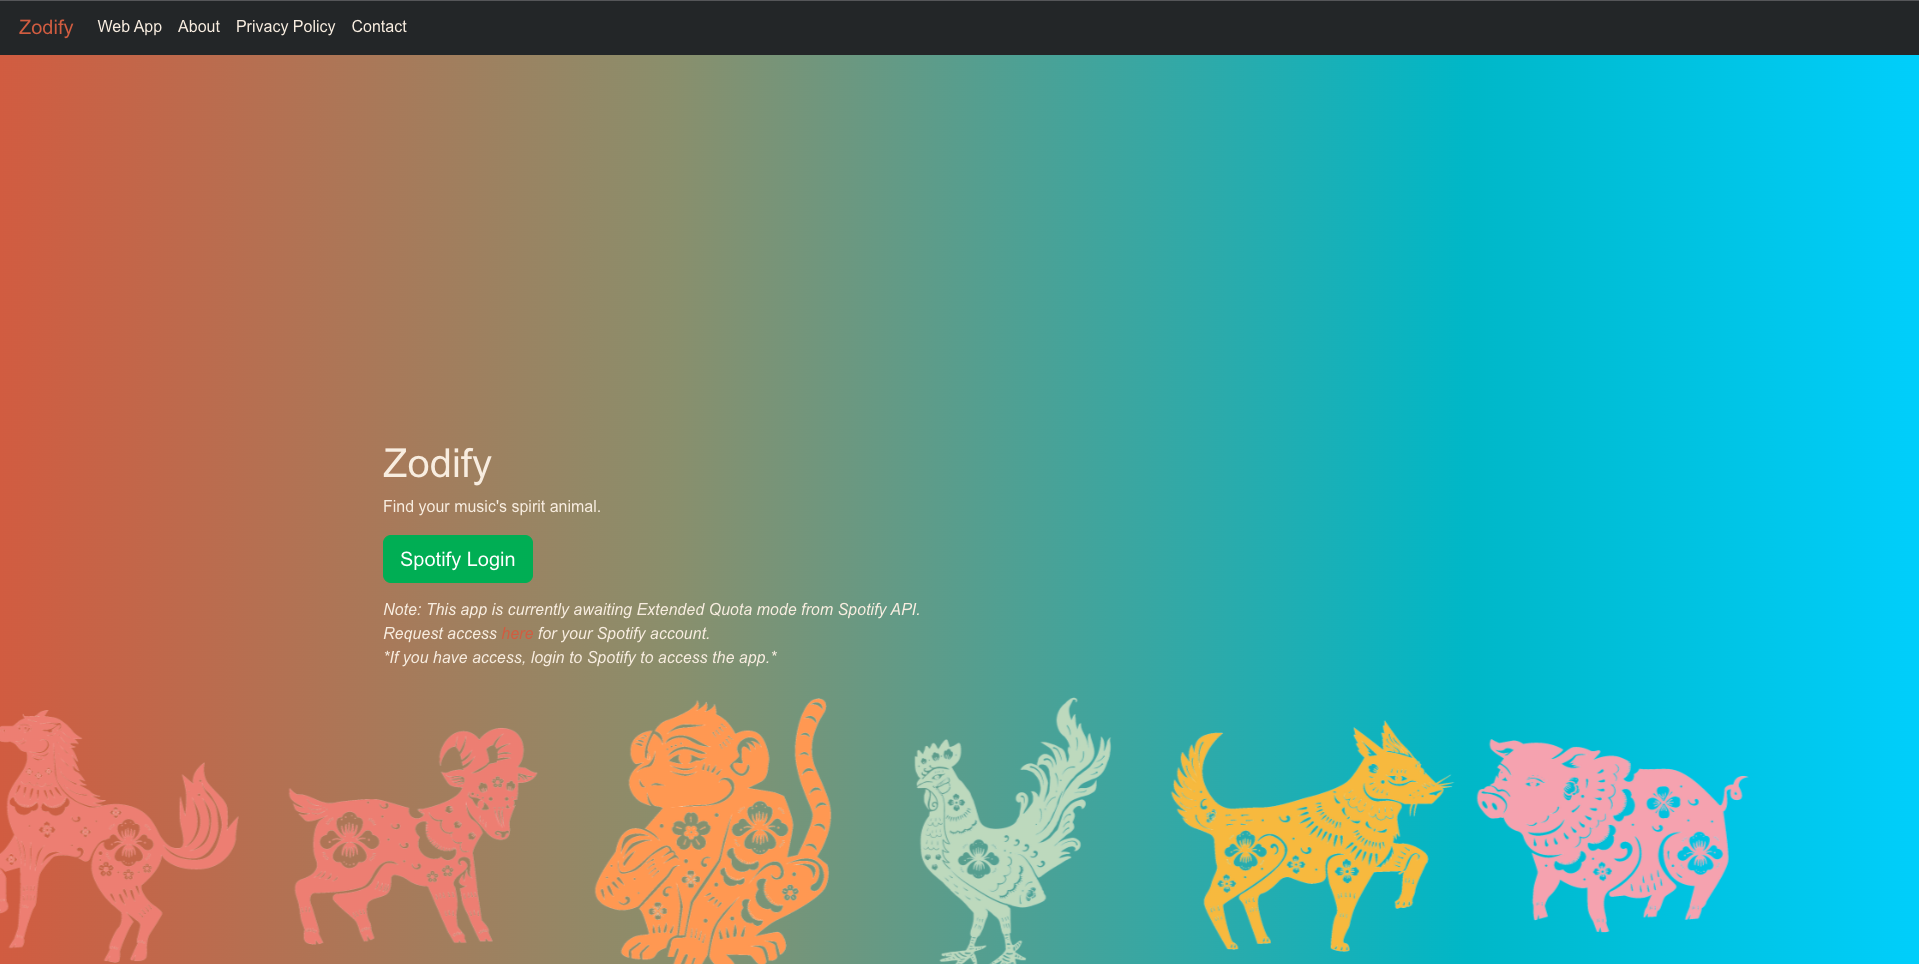 Zodify Web App About Privacy Policy Contact
Zodify
Find your music's spirit animal.
Spotify Login
Note: This app is currently awaiting Extended Quota mode from Spotify API.
Request access here for your Spotify account.
*If you have access, login to Spotify to access the app.*